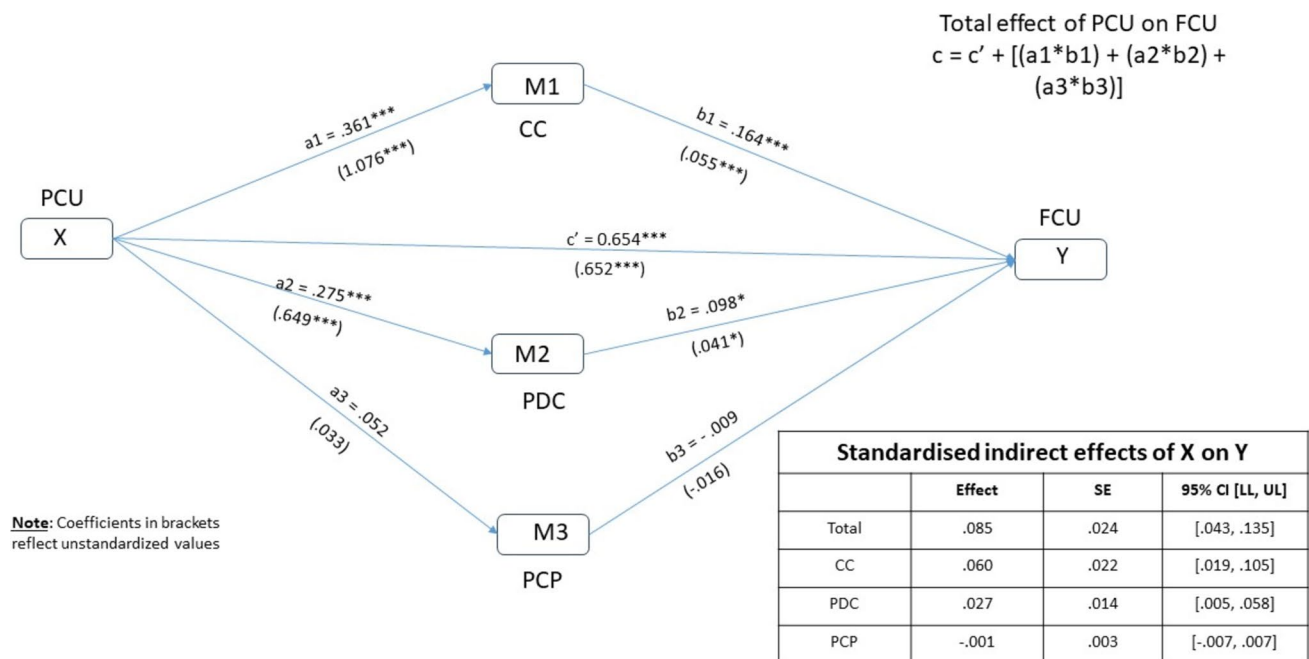 Total effect of PCU on FCU
c = c’ + [(a1*b1) + (a2*b2) +
(a3*b3)]
M1
CC
a1 = .361***
(1.076***)
b1 = .164***
(.055***)
PCU
X
FCU
Y
c’ = 0.654***
(.652***)
a2 = .275***
(.649***)
M2
PDC
b2 = .098*
(.041*)
a3 = .052
(.033)
M3
PCP
b3 = - .009
(-.016)
Note: Coefficients in brackets
reflect unstandardized values
Standardised indirect effects of X on Y
Effect SE 95% CI [LL, UL]
Total .085 .024 [.043, .135]
CC .060 .022 [.019, .105]
PDC .027 .014 [.005, .058]
PCP -.001 .003 [-.007, .007]